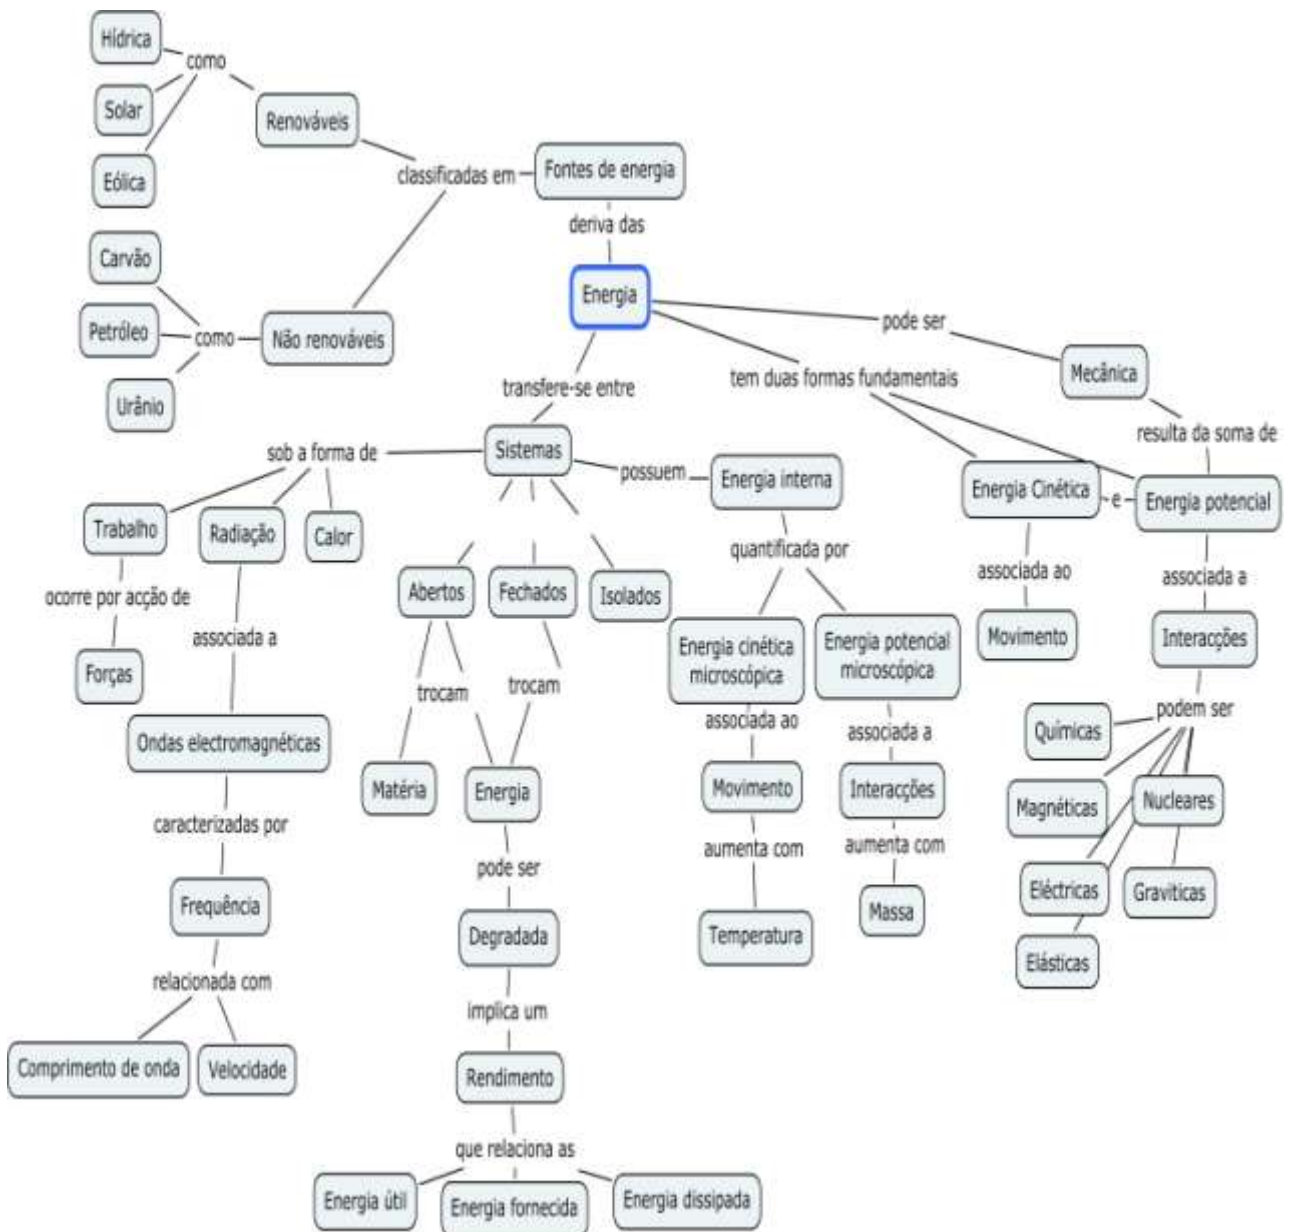 Hídrica
como
Solar
Renováveis
Eólica
classificadas em
Fontes de energia
deriva das
Carvão
Petróleo
como
Não renováveis
Urânio
Energia
pode ser
Mecânica
tem duas formas fundamentais
resulta da soma de
transfere-se entre
Sistemas
sob a forma de
possuem
Energia interna
Energia Cinética
e
Energia potencial
Trabalho
Radiação
Calor
ocorre por acção de
Forças
associada a
Ondas electromagnéticas
caracterizadas por
Frequência
relacionada com
Comprimento de onda
Velocidade
Abertos
Fechados
Isolados
trocam
trocam
Matéria
Energia
pode ser
Degradada
implica um
Rendimento
que relaciona as
Energia útil
Energia fornecida
Energia dissipada
quantificada por
Energia cinética
microscópica
Energia potencial
microscópica
associada ao
associada a
Movimento
Interacções
aumenta com
aumenta com
Temperatura
Massa
associada ao
Movimento
associada a
Interacções
podem ser
Químicas
Magnéticas
Nucleares
Eléctricas
Gravíticas
Elásticas